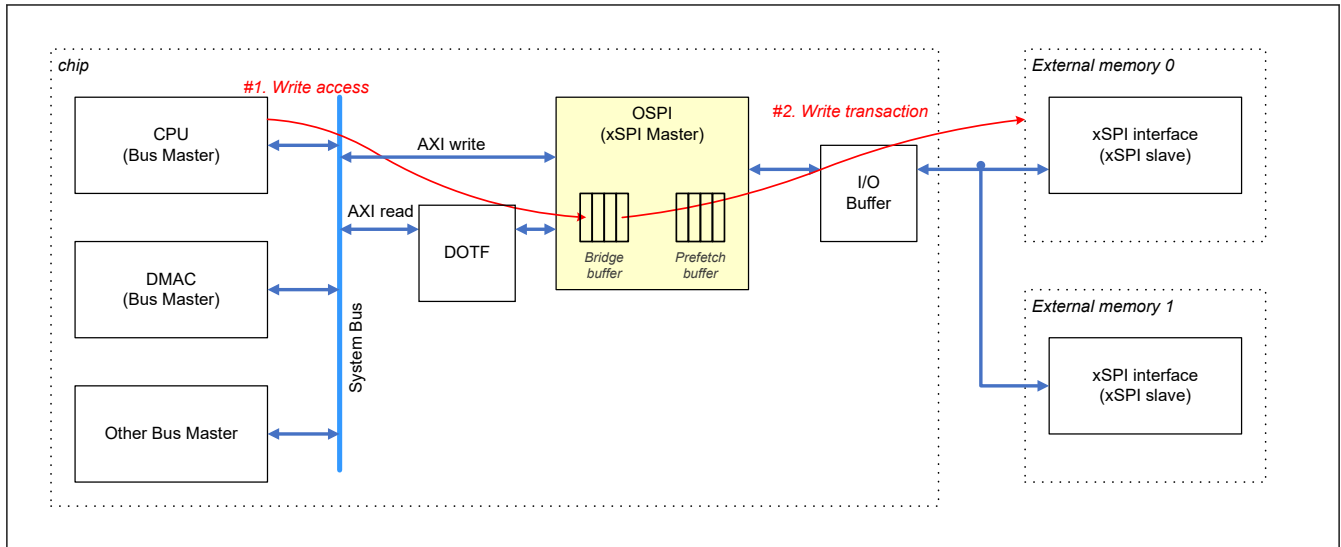 chip
#1. Write access
CPU
(Bus Master)
DMAC
(Bus Master)
Other Bus Master
System Bus
AXI write
AXI read
DOTF
OSPI
(xSPI Master)
Bridge
buffer
Prefetch
buffer
#2. Write transaction
I/O
Buffer
External memory 0
xSPI interface
(xSPI slave)
External memory 1
xSPI interface
(xSPI slave)